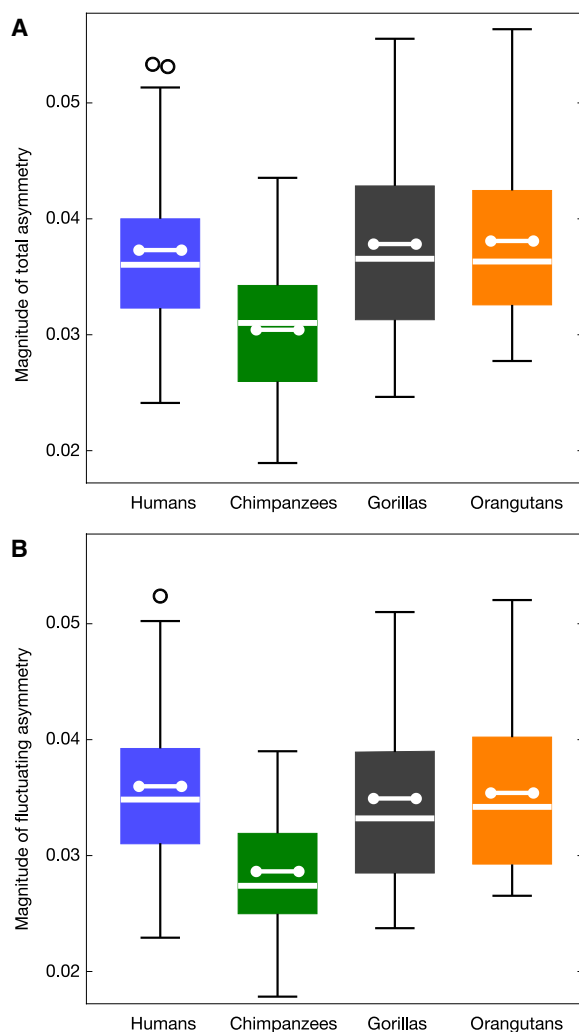 A
Magnitude of total asymmetry
0.05
0.04
0.03
0.02
Humans Chimpanzees Gorillas Orangutans
B
Magnitude of fluctuating asymmetry
0.05
0.04
0.03
0.02
Humans Chimpanzees Gorillas Orangutans